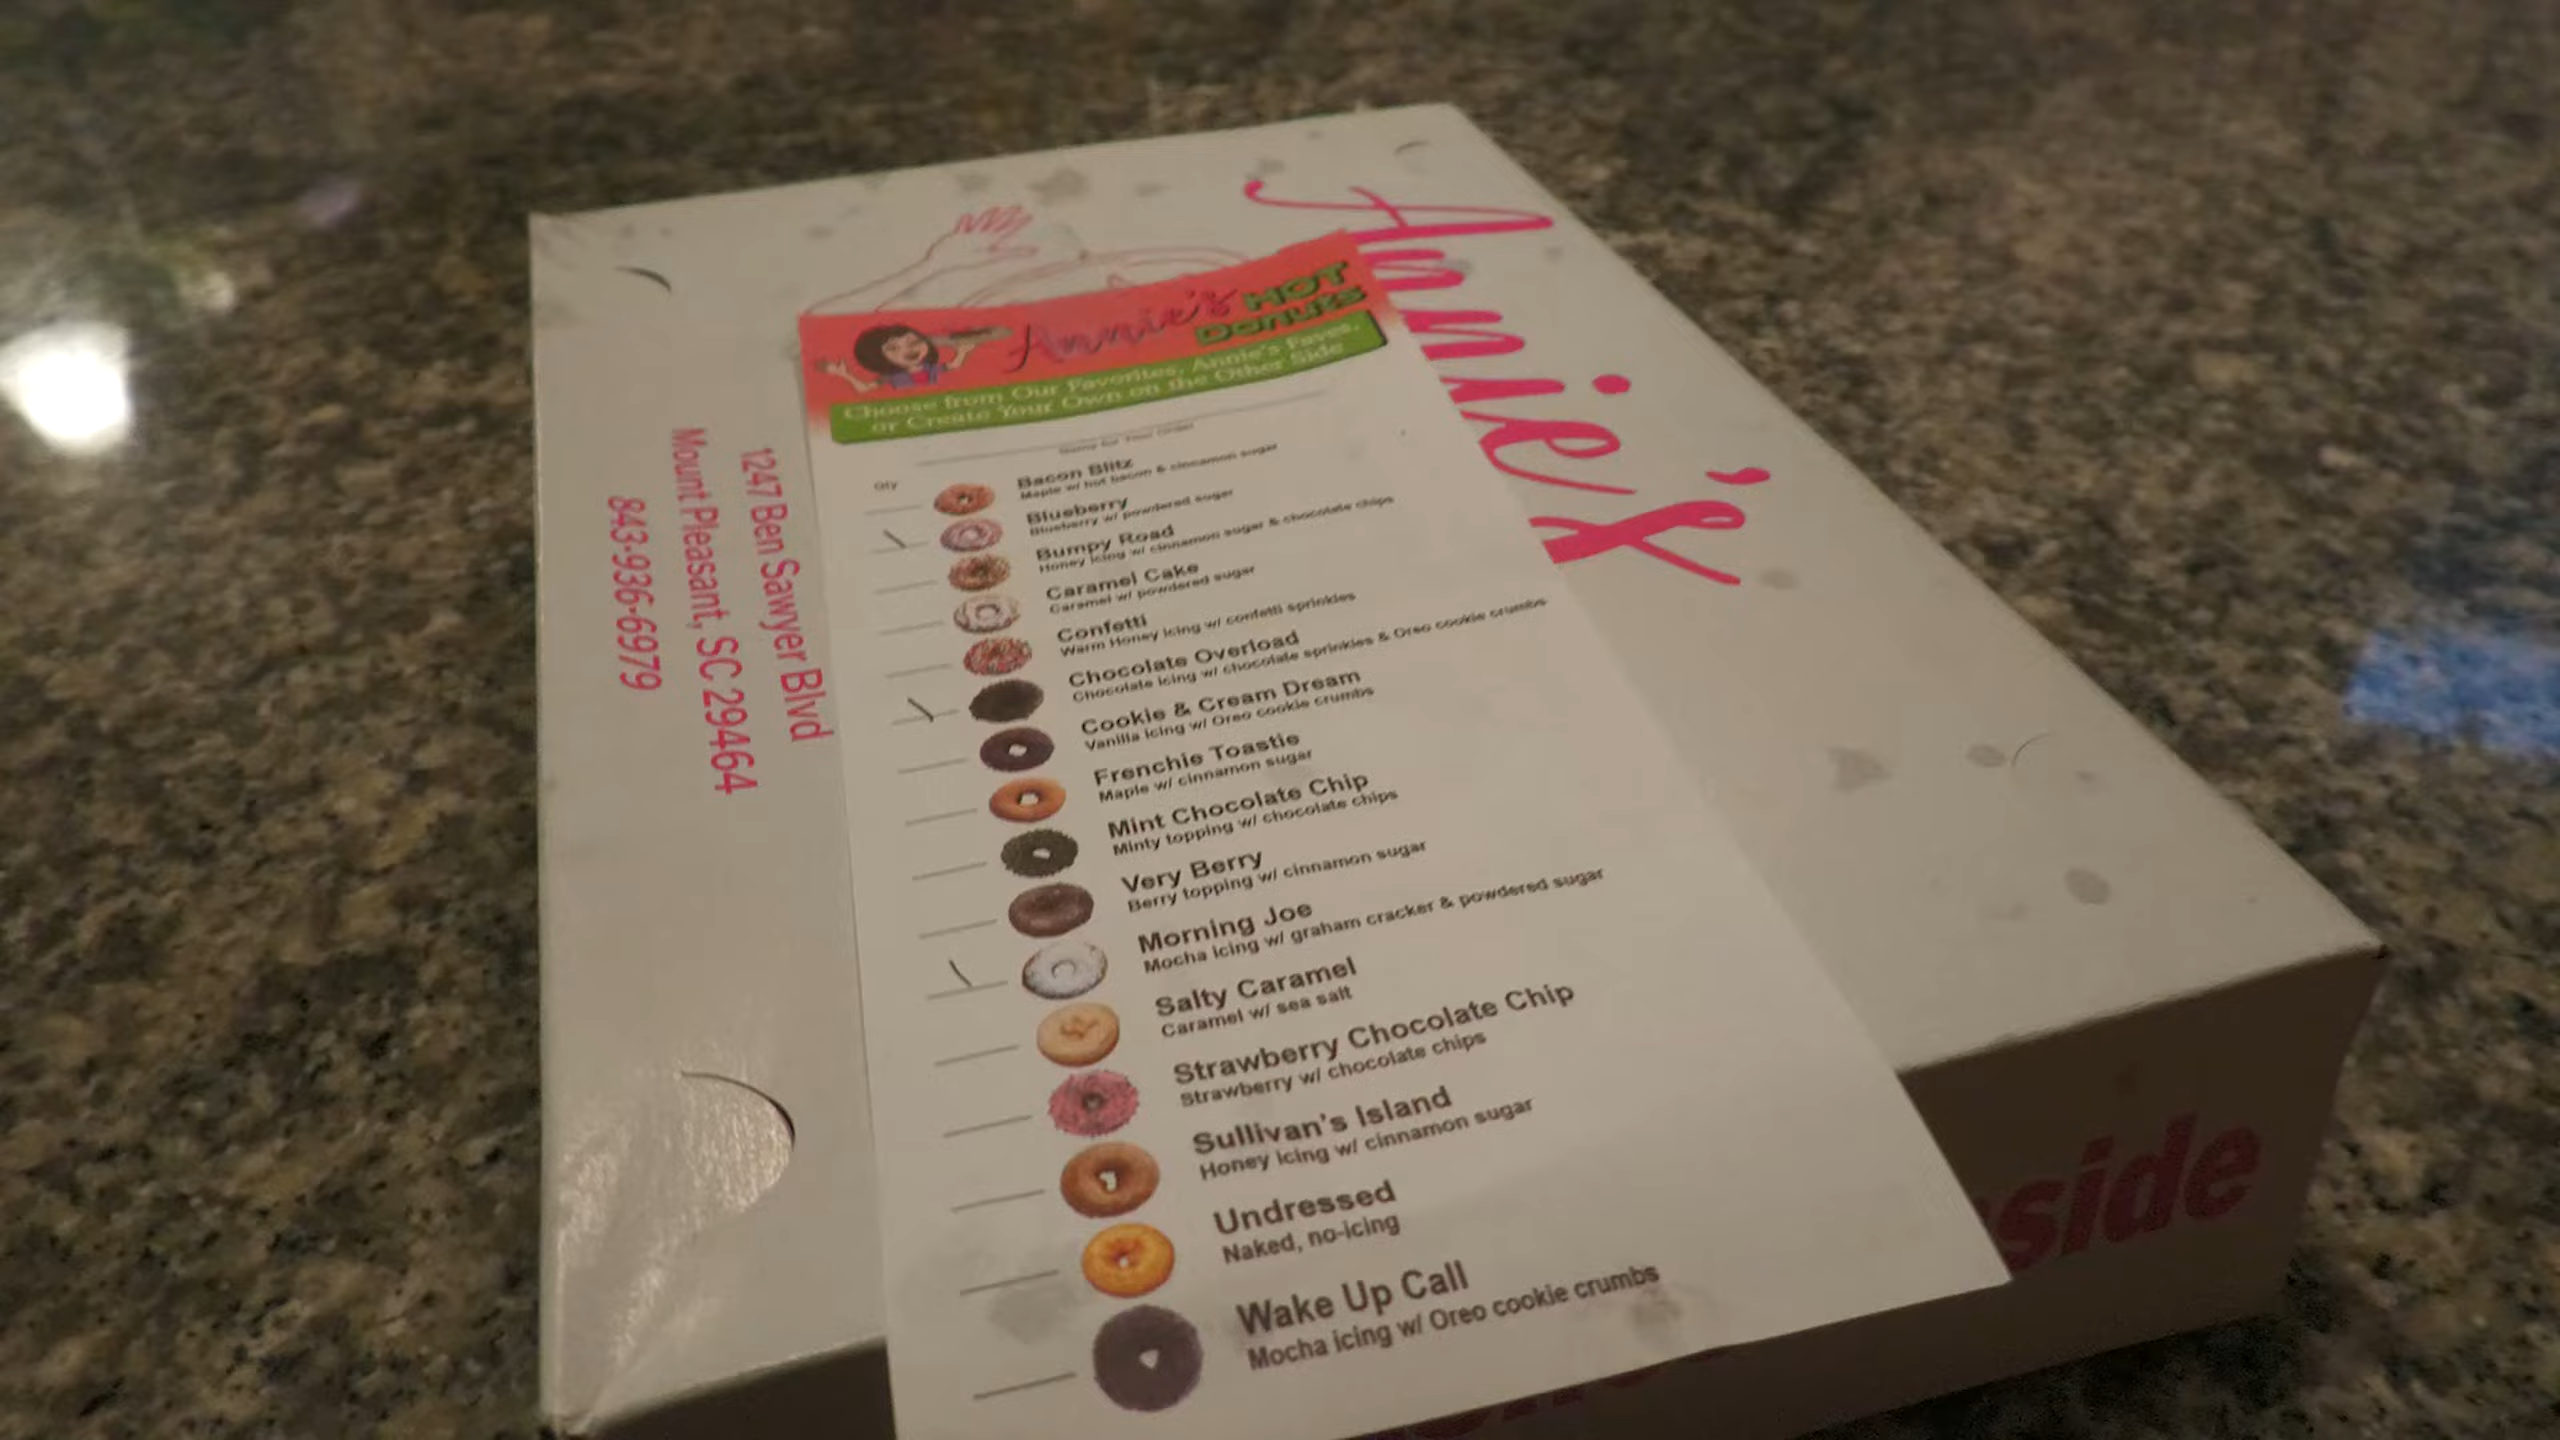 Annie's
1247 Ben Sawyer Blvd
Mount Pleasant, SC 29464
843-936-6979
Annie's HOT
Donuts
Choose from Our Favorites, Annie's Faves,
or Create Your Own on the Other Side
Name for Your Order
Qty
Bacon Blitz
Maple w/ hot bacon & cinnamon sugar
Blueberry
Blueberry w/ powdered sugar
Bumpy Road
Honey icing w/ cinnamon sugar & chocolate chips
Caramel Cake
Caramel w/ powdered sugar
Confetti
Warm Honey icing w/ confetti sprinkles
Chocolate Overload
Chocolate icing w/ chocolate sprinkles & Oreo cookie crumbs
Cookie & Cream Dream
Vanilla icing w/ Oreo cookie crumbs
Frenchie Toastie
Maple w/ cinnamon sugar
Mint Chocolate Chip
Minty topping w/ chocolate chips
Very Berry
Berry topping w/ cinnamon sugar
Morning Joe
Mocha icing w/ graham cracker & powdered sugar
Salty Caramel
Caramel w/ sea salt
Strawberry Chocolate Chip
Strawberry w/ chocolate chips
Sullivan's Island
Honey icing w/ cinnamon sugar
Undressed
Naked, no-icing
Wake Up Call
Mocha icing w/ Oreo cookie crumbs
side